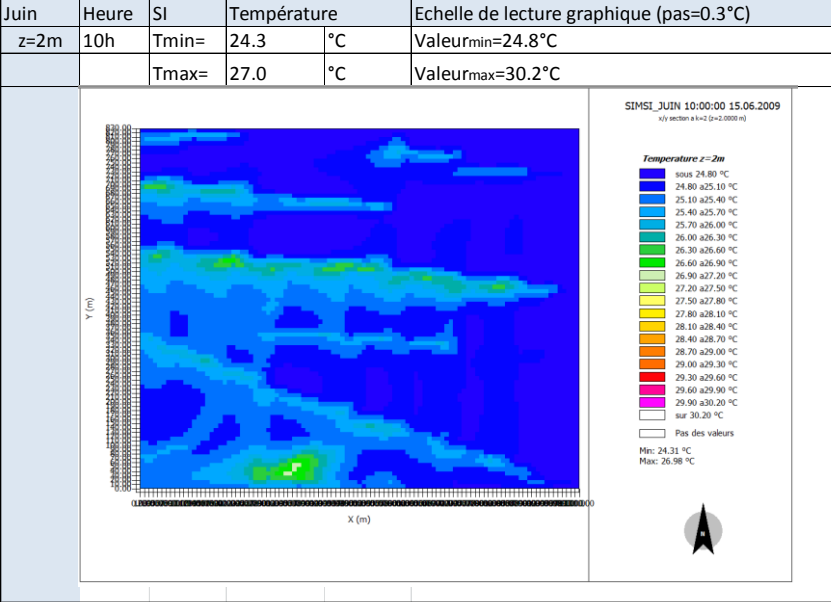 Juin Heure SI Température Echelle de lecture graphique (pas=0.3°C)
z=2m 10h Tmin= 24.3 °C Valeurmin=24.8°C
Tmax= 27.0 °C Valeurmax=30.2°C
SIMSI_JUIN 10:00:00 15.06.2009
x/y section a k=2 (z=2.0000 m)
Temperature z=2m
sous 24.80 °C
24.80 a25.10 °C
25.10 a25.40 °C
25.40 a25.70 °C
25.70 a26.00 °C
26.00 a26.30 °C
26.30 a26.60 °C
26.60 a26.90 °C
26.90 a27.20 °C
27.20 a27.50 °C
27.50 a27.80 °C
27.80 a28.10 °C
28.10 a28.40 °C
28.40 a28.70 °C
28.70 a29.00 °C
29.00 a29.30 °C
29.30 a29.60 °C
29.60 a29.90 °C
29.90 a30.20 °C
sur 30.20 °C
Pas des valeurs
Min: 24.31 °C
Max: 26.98 °C
Y (m)
0.00
X (m)
N